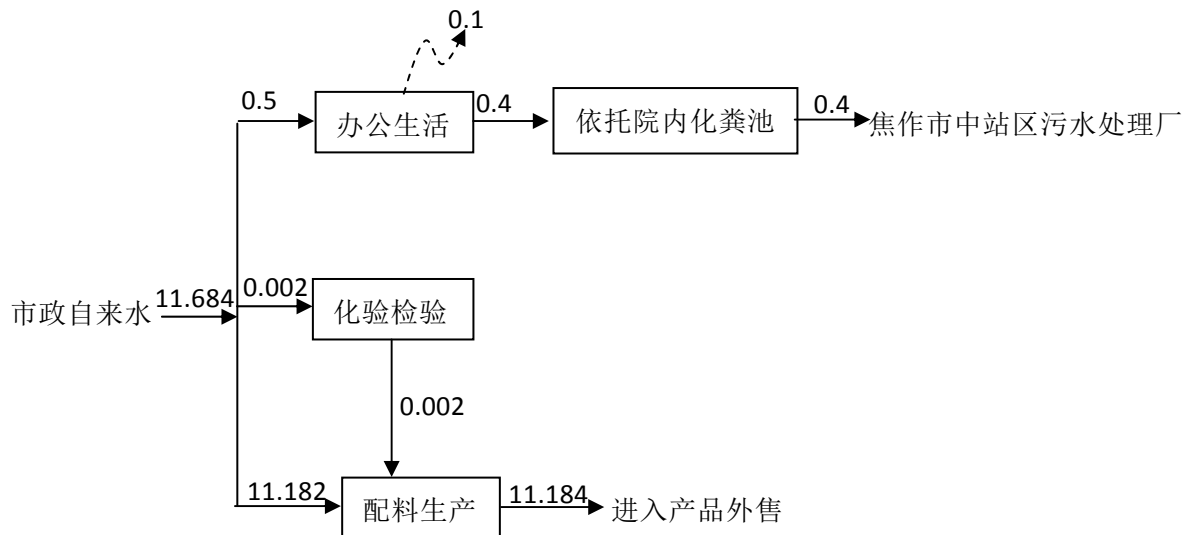 0.1
0.5
办公生活
0.4
依托院内化粪池
0.4
焦作市中站区污水处理厂
市政自来水
11.684
0.002
化验检验
0.002
11.182
配料生产
11.184
进入产品外售